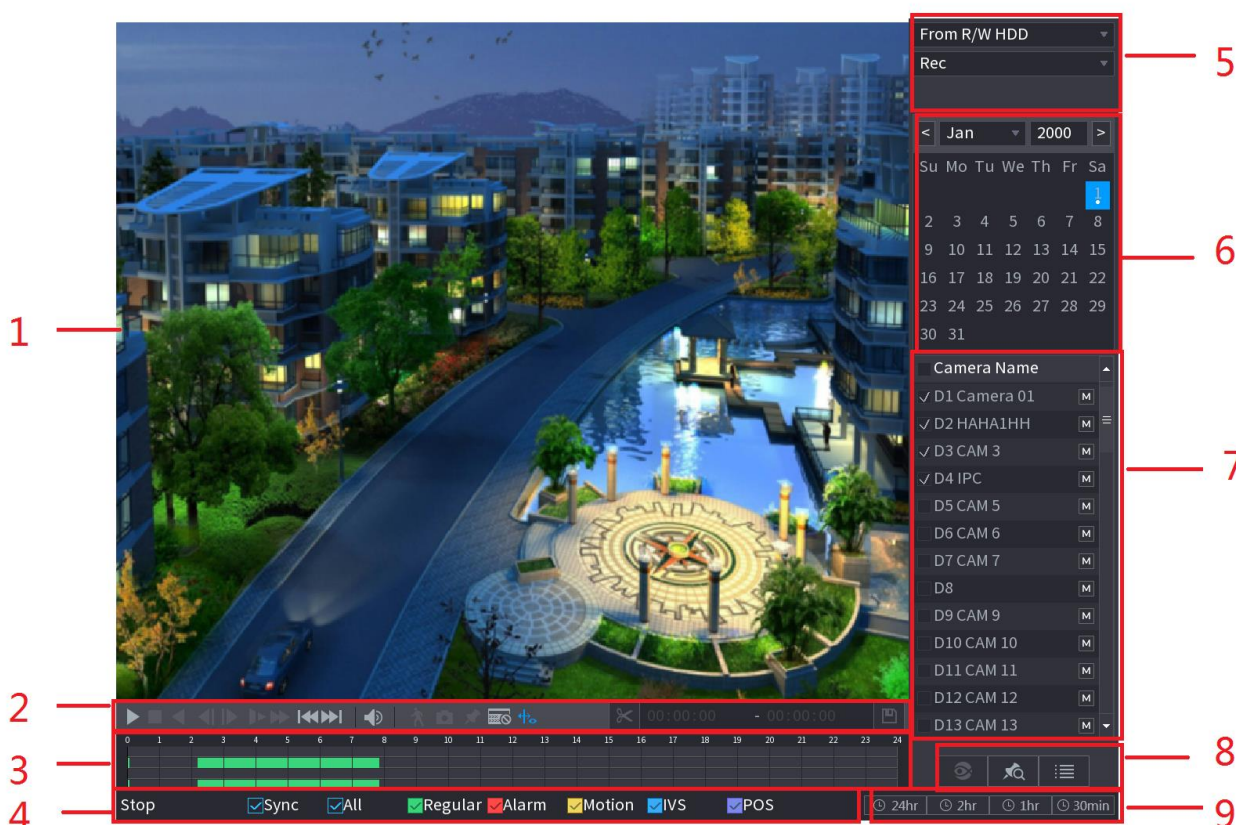 From R/W HDD
5
Rec
< Jan 2000 >
Su Mo Tu We Th Fr Sa
1
2 3 4 5 6 7 8
9 10 11 12 13 14 15
6
16 17 18 19 20 21 22
23 24 25 26 27 28 29
30 31
1
Camera Name
D1 Camera 01 M
D2 HAHA1HH M
D3 CAM 3 M
7
D4 IPC M
D5 CAM 5 M
D6 CAM 6 M
D7 CAM 7 M
D8 M
D9 CAM 9 M
D10 CAM 10 M
D11 CAM 11 M
D12 CAM 12 M
D13 CAM 13 M
2
00:00:00 - 00:00:00
0 1 2 3 4 5 6 7 8 9 10 11 12 13 14 15 16 17 18 19 20 21 22 23 24
3
8
4
Stop Sync All Regular Alarm Motion IVS POS
24hr 2hr 1hr 30min
9